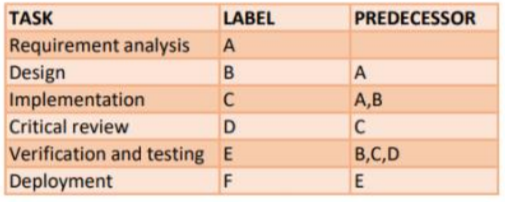 TASK LABEL PREDECESSOR
Requirement analysis A
Design B A
Implementation C A,B
Critical review D C
Verification and testing E B,C,D
Deployment F E